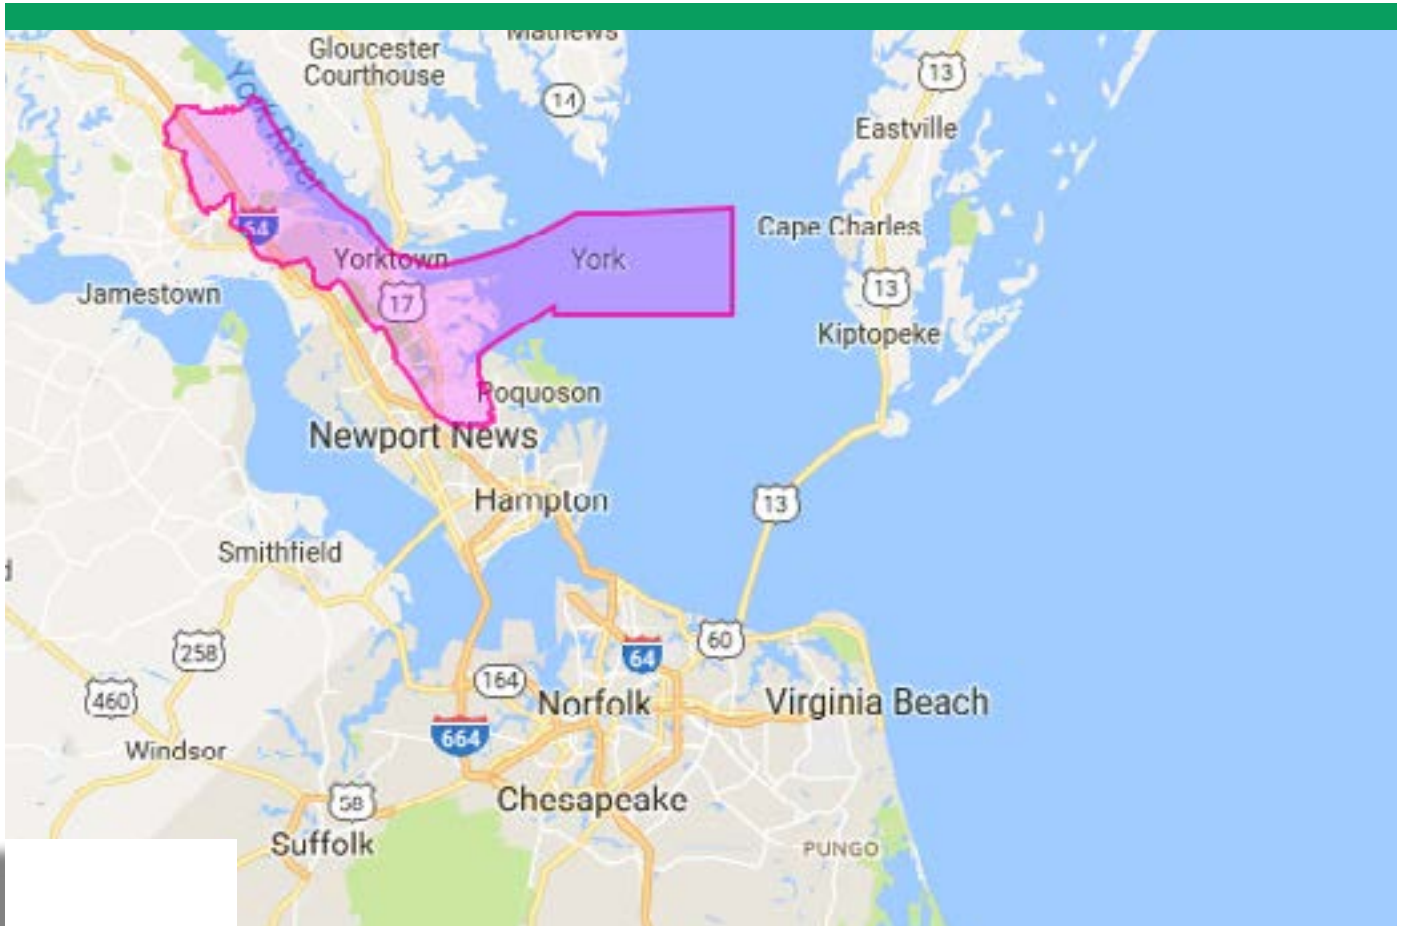 Mathews
Gloucester
Courthouse
13
14
York River
Eastville
Cape Charles
64
Yorktown
York
Jamestown
17
13
Kiptopeke
Poquoson
Newport News
Hampton
13
Smithfield
60
258
64
164
460
Norfolk
Virginia Beach
664
Windsor
58
Chesapeake
Suffolk
PUNGO